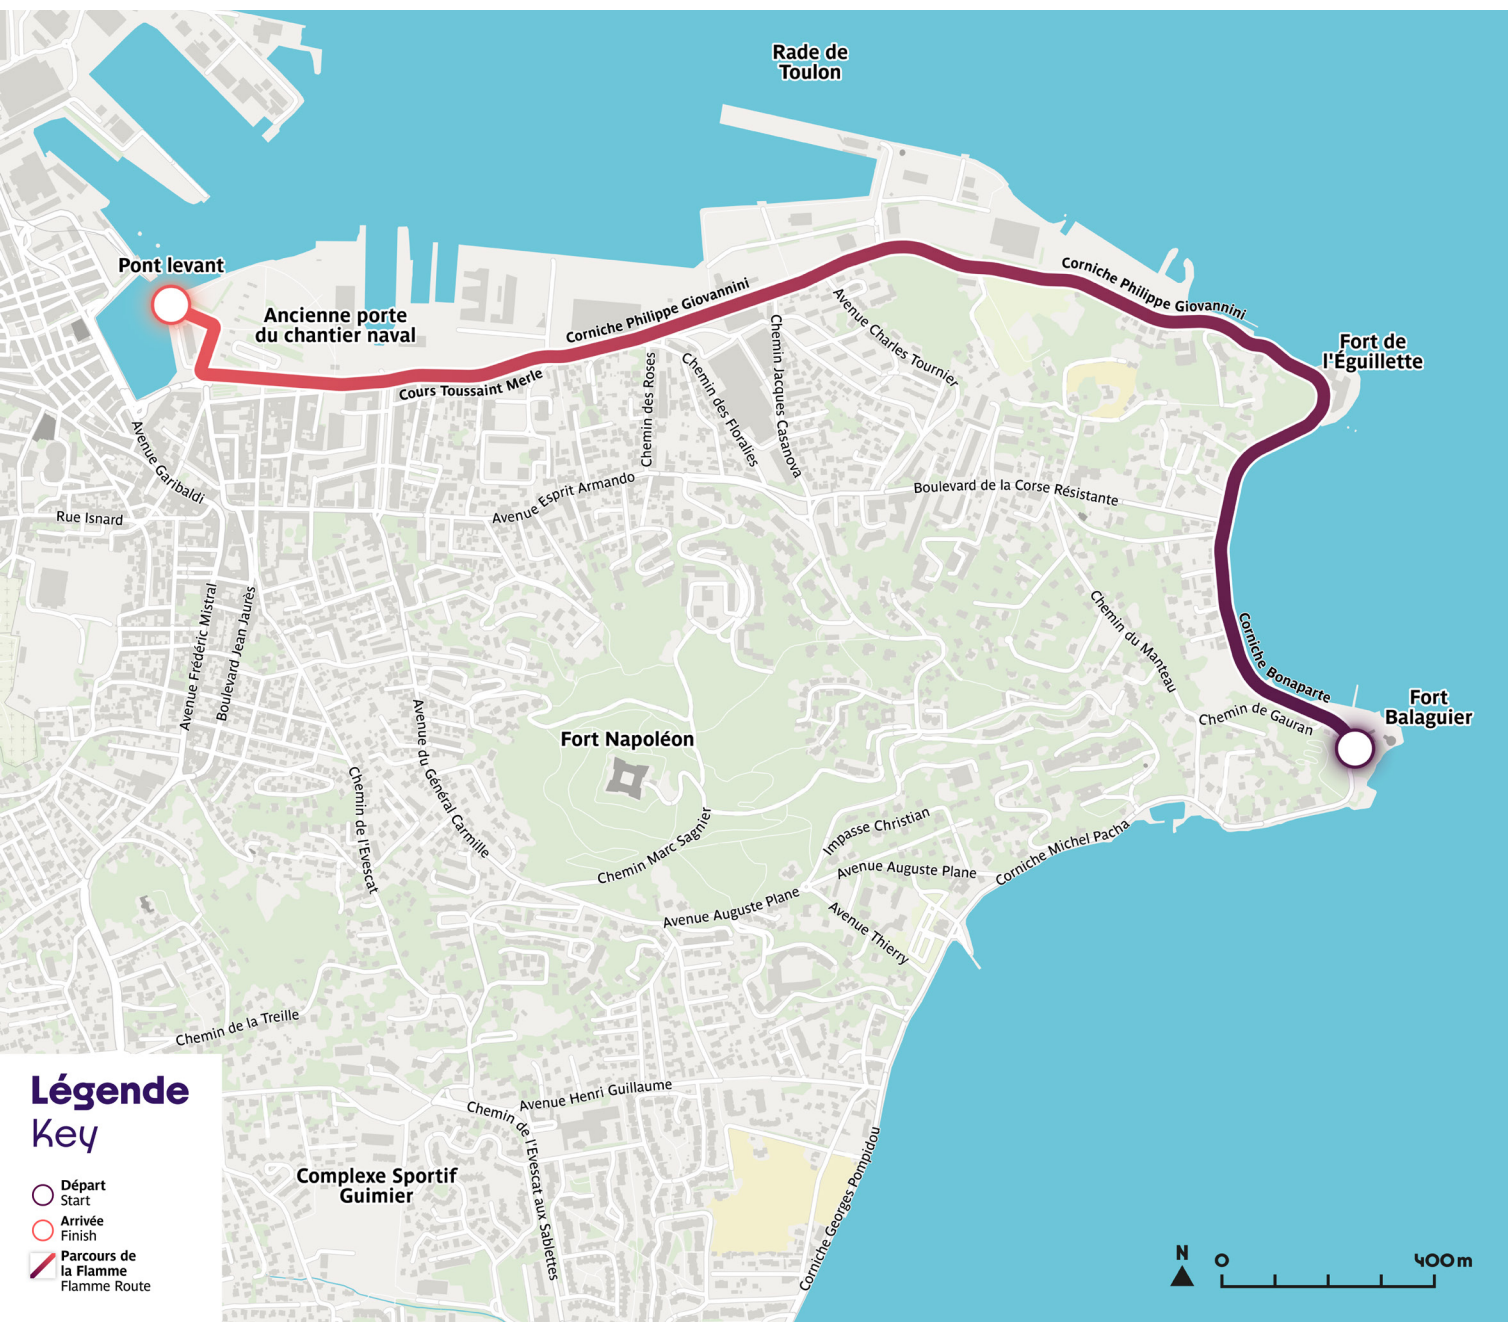 Rade de
Toulon
Pont levant
Ancienne porte
du chantier naval
Corniche Philippe Giovannini
Corniche Philippe Giovannini
Cours Toussaint Merle
Fort de
l'Éguillette
Avenue Charles Tournier
Chemin Jacques Casanova
Chemin des Roses
Chemin des Floralies
Avenue Garibaldi
Rue Isnard
Avenue Esprit Armando
Boulevard de la Corse Résistante
Avenue Frédéric Mistral
Boulevard Jean Jaurès
Chemin du Manteau
Corniche Bonaparte
Chemin de Gauran
Fort
Balaguier
Fort Napoléon
Avenue du Général Carmille
Chemin de l'Evescat
Chemin Marc Sagnier
Impasse Christian
Avenue Auguste Plane
Corniche Michel Pacha
Avenue Auguste Plane
Avenue Thierry
Chemin de la Treille
Avenue Henri Guillaume
Chemin de l'Evescat aux Sablettes
Complexe Sportif
Guimier
Corniche Georges Pompidou
Légende
Key
Départ
Start
Arrivée
Finish
Parcours de
la Flamme
Flamme Route
N
0 400m